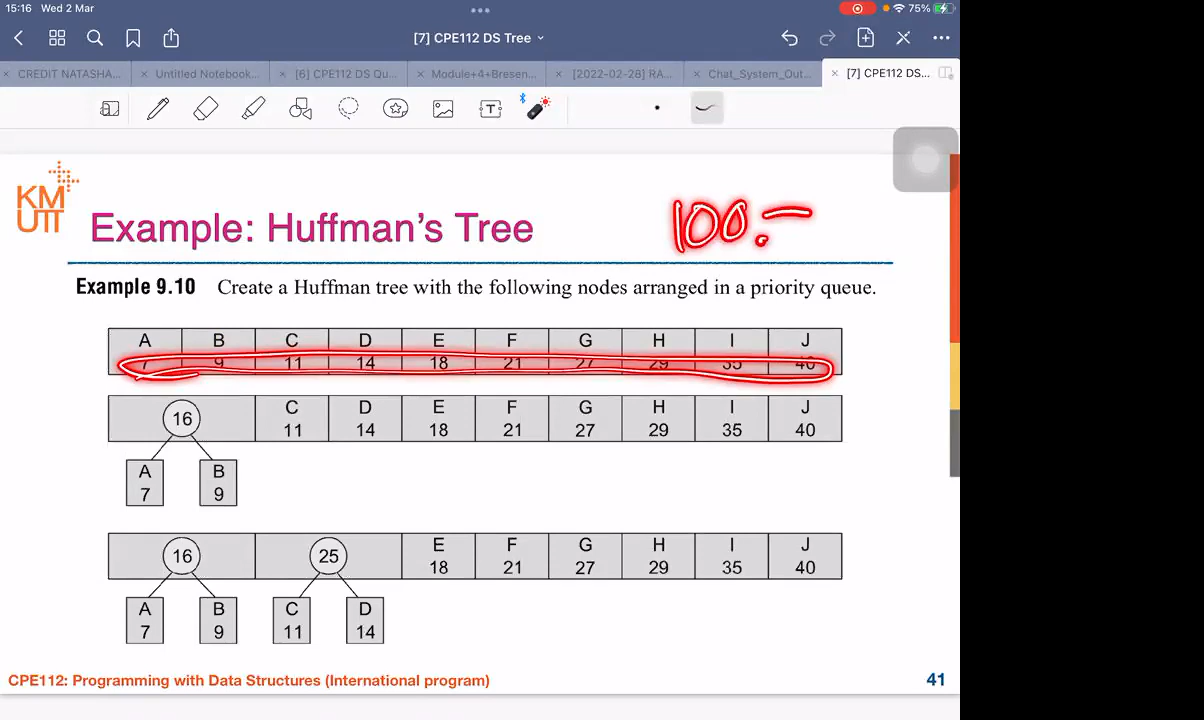 15:16 Wed 2 Mar
75%
[7] CPE112 DS Tree
CREDIT NATASHA...
Untitled Notebook...
[6] CPE112 DS Qu...
Module+4+Bresen...
[2022-02-28] RA...
Chat_System_Out...
[7] CPE112 DS...
T
KM
UTT
Example: Huffman's Tree
100.-
Example 9.10 Create a Huffman tree with the following nodes arranged in a priority queue.
A B C D E F G H I J
7 9 11 14 18 21 27 29 35 40
16 C D E F G H I J
11 14 18 21 27 29 35 40
A B
7 9
16 25 E F G H I J
18 21 27 29 35 40
A B C D
7 9 11 14
CPE112: Programming with Data Structures (International program)
41